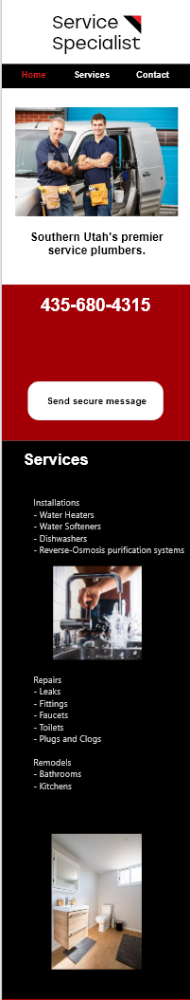 Service
Specialist
Home Services Contact
Southern Utah's premier
service plumbers.
435-680-4315
Send secure message
Services
Installations
- Water Heaters
- Water Softeners
- Dishwashers
- Reverse-Osmosis purification systems
Repairs
- Leaks
- Fittings
- Faucets
- Toilets
- Plugs and Clogs
Remodels
- Bathrooms
- Kitchens